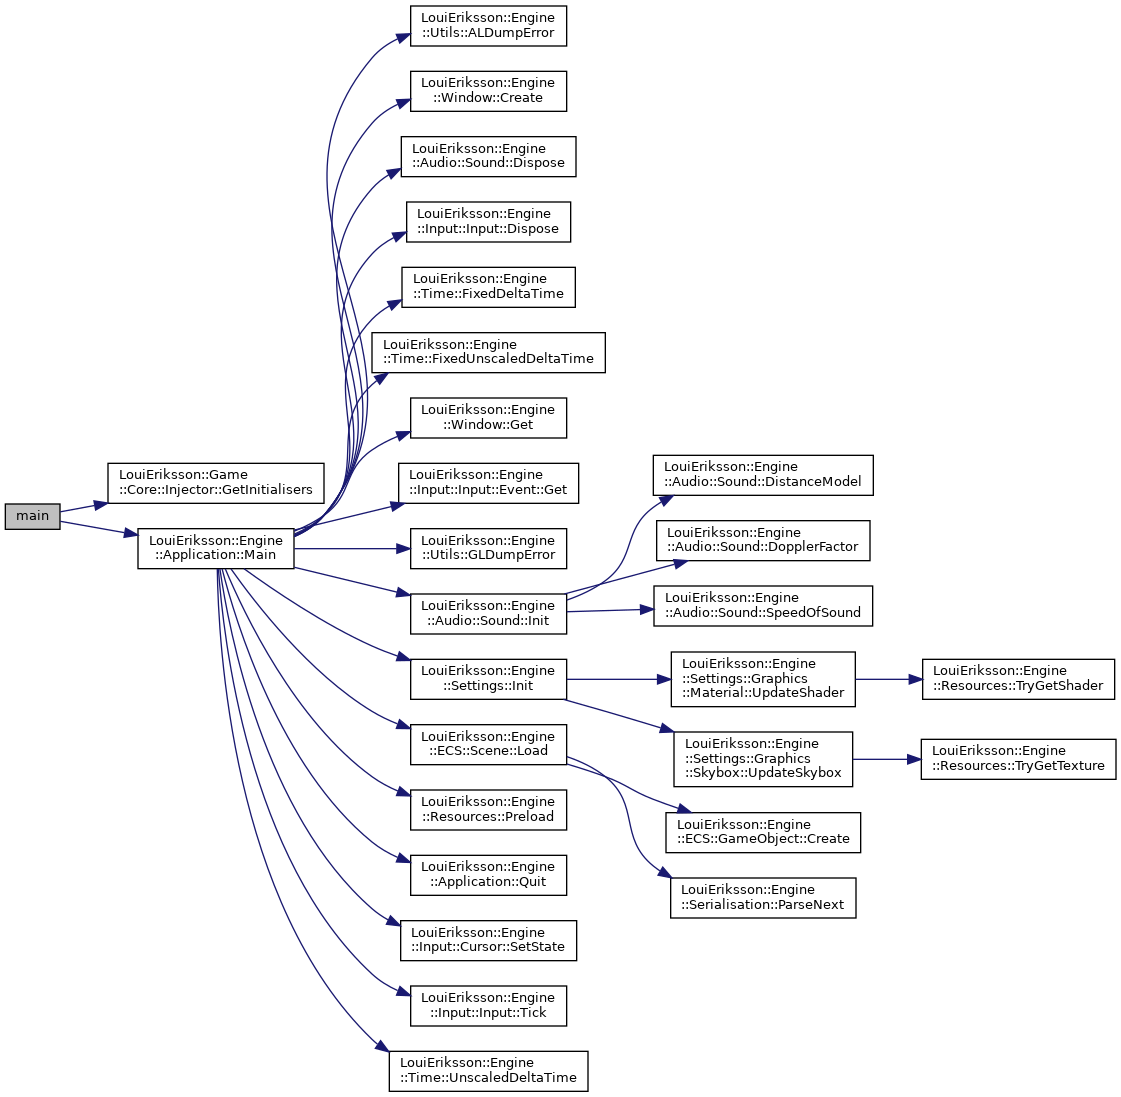 main
LouiEriksson::Game
::Core::Injector::GetInitialisers
LouiEriksson::Engine
::Application::Main
LouiEriksson::Engine
::Utils::ALDumpError
LouiEriksson::Engine
::Window::Create
LouiEriksson::Engine
::Audio::Sound::Dispose
LouiEriksson::Engine
::Input::Input::Dispose
LouiEriksson::Engine
::Time::FixedDeltaTime
LouiEriksson::Engine
::Time::FixedUnscaledDeltaTime
LouiEriksson::Engine
::Window::Get
LouiEriksson::Engine
::Input::Input::Event::Get
LouiEriksson::Engine
::Utils::GLDumpError
LouiEriksson::Engine
::Audio::Sound::Init
LouiEriksson::Engine
::Settings::Init
LouiEriksson::Engine
::ECS::Scene::Load
LouiEriksson::Engine
::Resources::Preload
LouiEriksson::Engine
::Application::Quit
LouiEriksson::Engine
::Input::Cursor::SetState
LouiEriksson::Engine
::Input::Input::Tick
LouiEriksson::Engine
::Time::UnscaledDeltaTime
LouiEriksson::Engine
::Audio::Sound::DistanceModel
LouiEriksson::Engine
::Audio::Sound::DopplerFactor
LouiEriksson::Engine
::Audio::Sound::SpeedOfSound
LouiEriksson::Engine
::Settings::Graphics
::Material::UpdateShader
LouiEriksson::Engine
::Settings::Graphics
::Skybox::UpdateSkybox
LouiEriksson::Engine
::ECS::GameObject::Create
LouiEriksson::Engine
::Serialisation::ParseNext
LouiEriksson::Engine
::Resources::TryGetShader
LouiEriksson::Engine
::Resources::TryGetTexture